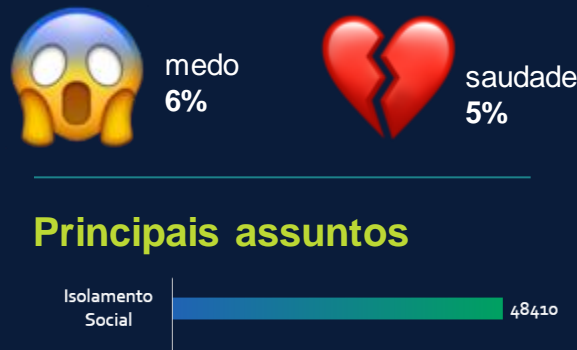 medo
6%
saudade
5%
Principais assuntos
Isolamento
Social
48410